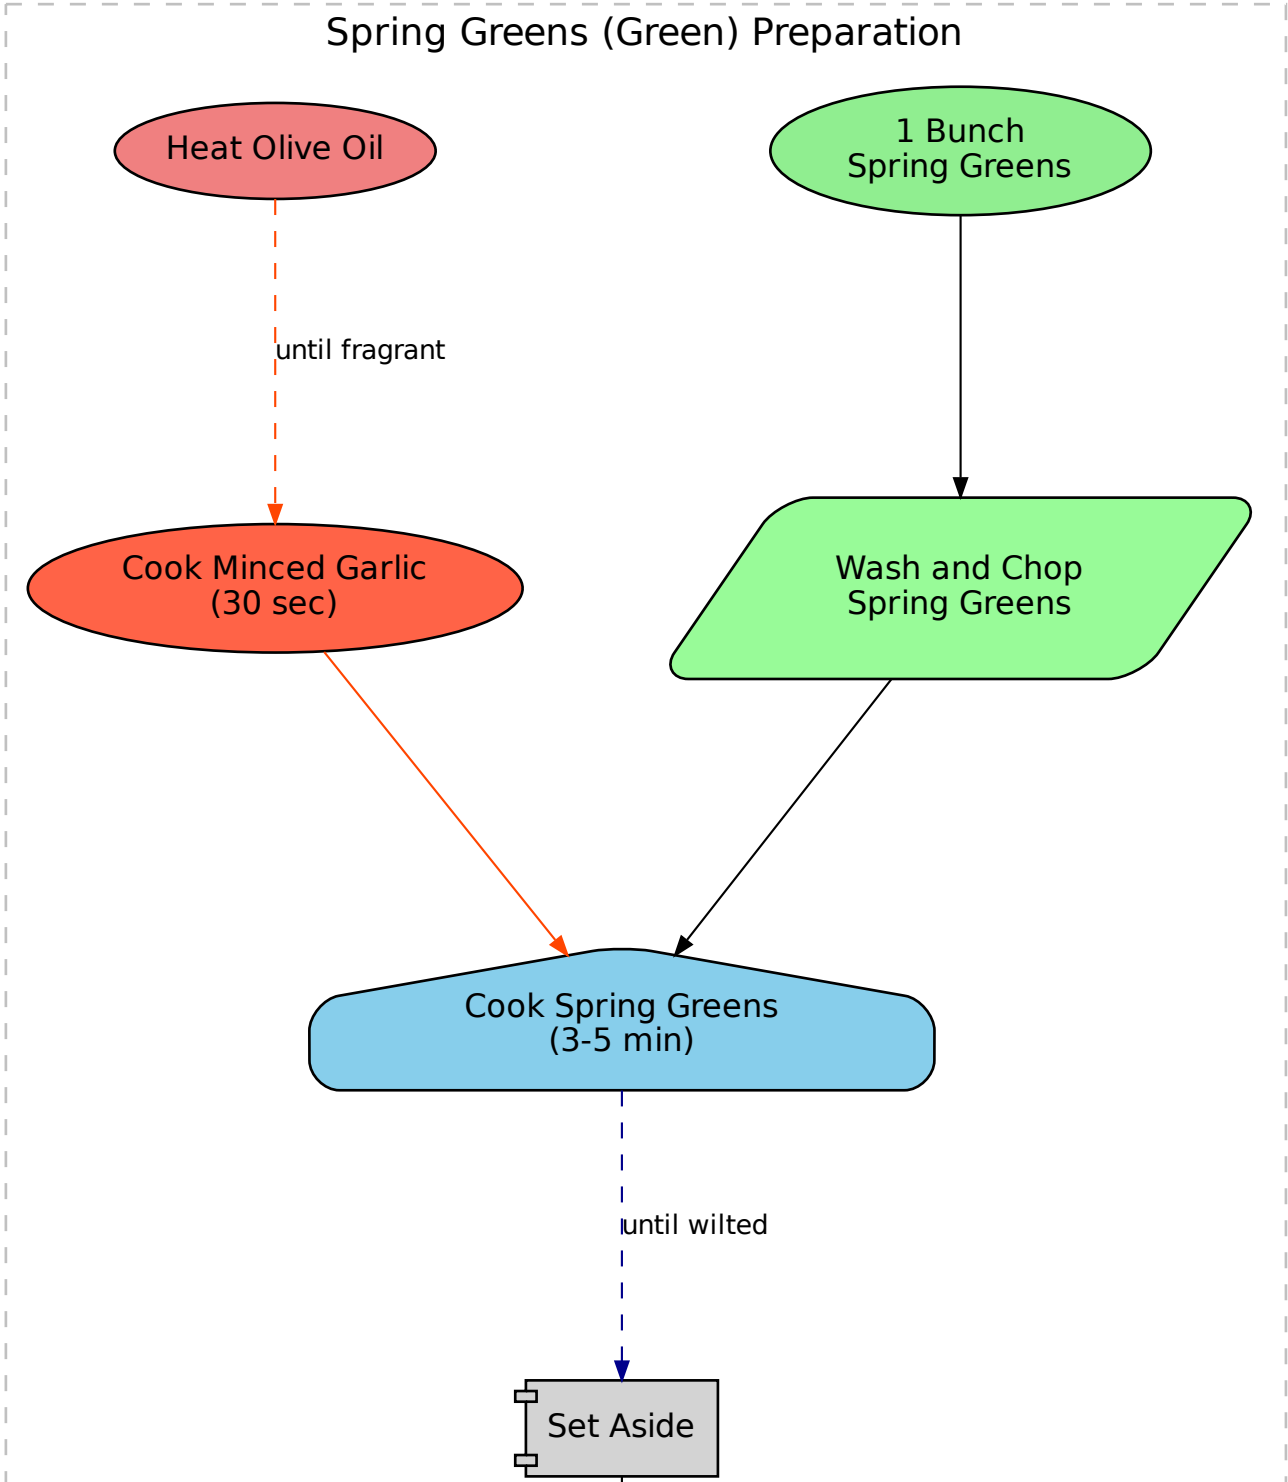 Spring Greens (Green) Preparation
Heat Olive Oil
1 Bunch
Spring Greens
until fragrant
Cook Minced Garlic
(30 sec)
Wash and Chop
Spring Greens
Cook Spring Greens
(3-5 min)
until wilted
Set Aside